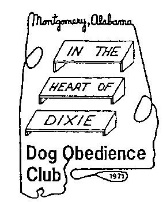 Montgomery, Alabama
IN THE
HEART OF
DIXIE
Dog Obedience
Club
1971